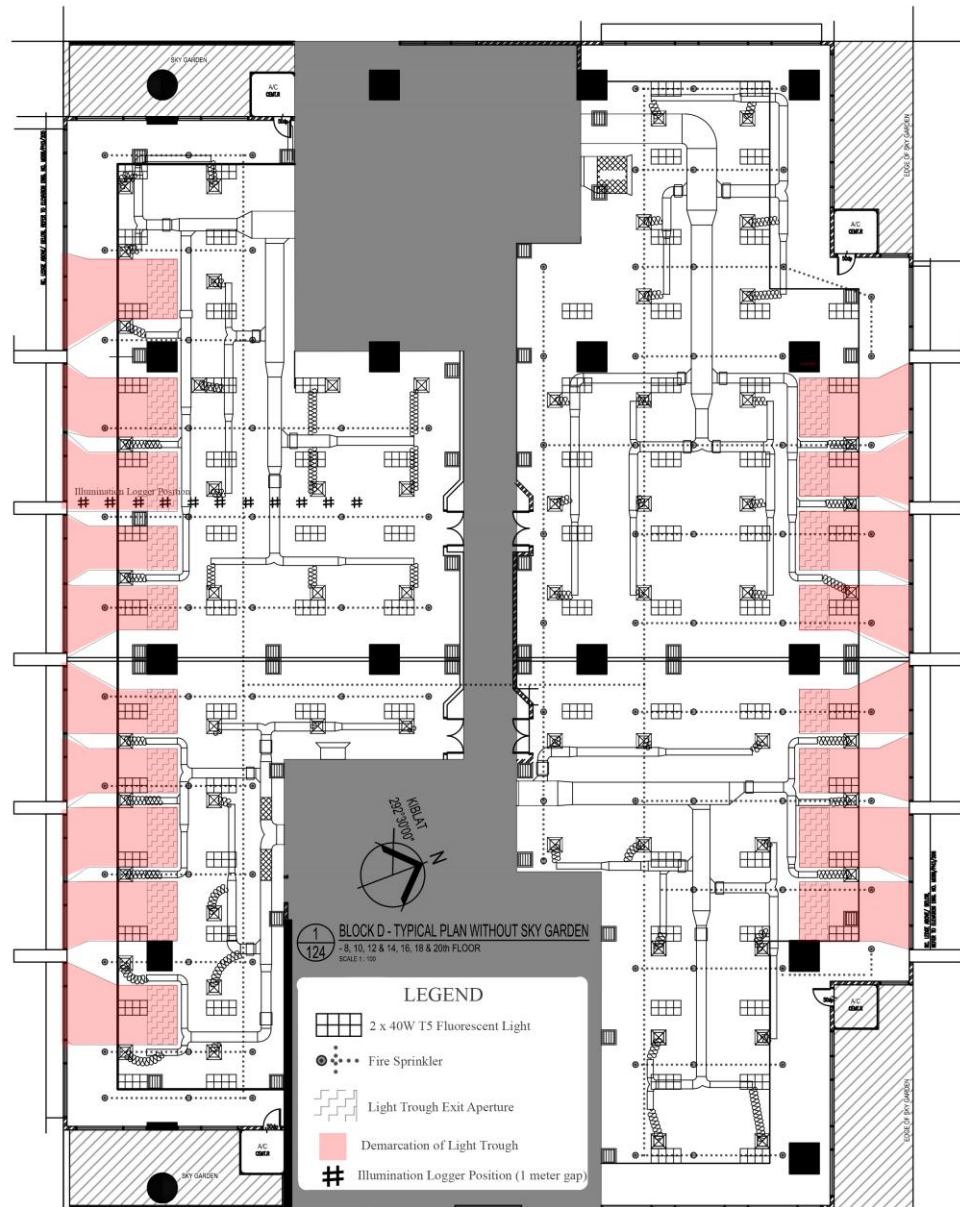 SKY GARDEN
A/C
EDGE OF SKY GARDEN
A/C
Illumination Logger Position
KIBLAT
292°30'00"
N
1
124
BLOCK D - TYPICAL PLAN WITHOUT SKY GARDEN
- 8, 10, 12 & 14, 16, 18 & 20th FLOOR
SCALE 1 : 100
LEGEND
2 x 40W T5 Fluorescent Light
Fire Sprinkler
Light Trough Exit Aperture
Demarcation of Light Trough
Illumination Logger Position (1 meter gap)
A/C
EDGE OF SKY GARDEN
A/C
SKY GARDEN